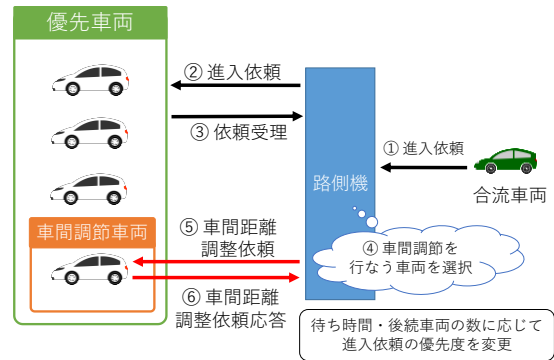 優先車両
② 進入依頼
③ 依頼受理
① 進入依頼
路側機
合流車両
車間調節車両
⑤ 車間距離
調整依頼
④ 車間調節を
行なう車両を選択
⑥ 車間距離
調整依頼応答
待ち時間・後続車両の数に応じて
進入依頼の優先度を変更